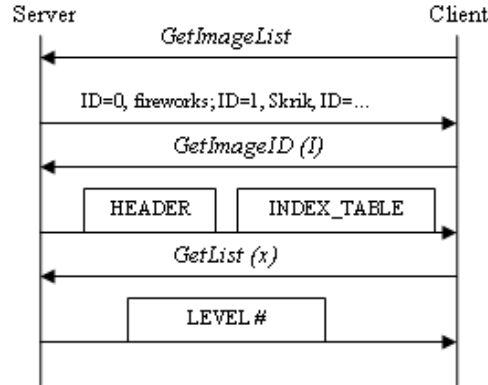 Server Client
GetImageList
ID=0, fireworks; ID=1, Skrik, ID=...
GetImageID (I)
HEADER INDEX_TABLE
GetList (x)
LEVEL #